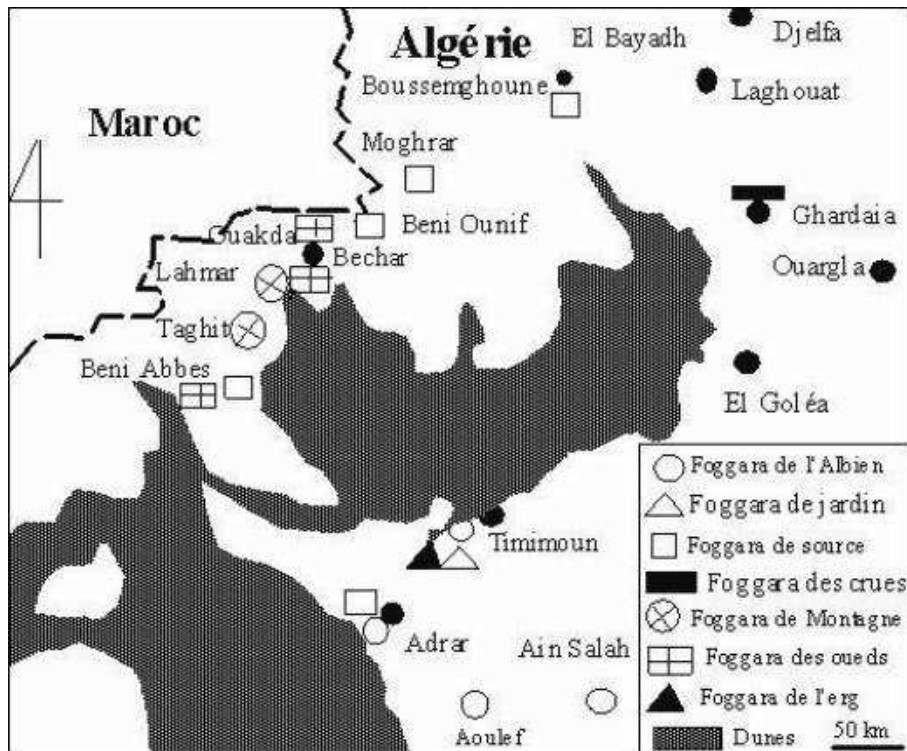 Algérie
El Bayadh
Djelfa
Boussemghoune
Laghouat
Maroc
Moghrar
Beni Ounif
Ghardaia
Ouakda
Bechar
Lahmar
Ouargla
Taghit
Beni Abbes
El Goléa
Foggara de l'Albien
Foggara de jardin
Foggara de source
Foggara des crues
Foggara de Montagne
Foggara des oueds
Foggara de l'erg
Dunes
50 km
Timimoun
Adrar
Ain Salah
Aoulef